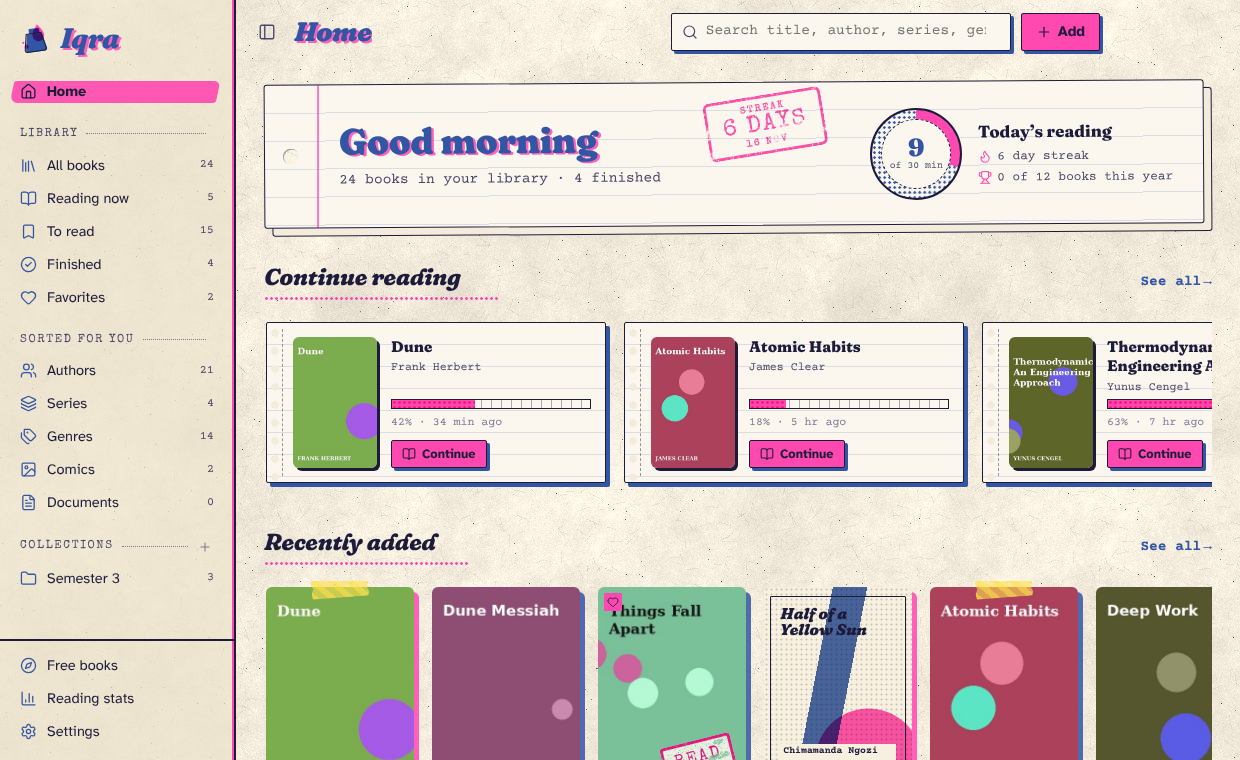 Iqra
Home
LIBRARY
All books 24
Reading now 5
To read 15
Finished 4
Favorites 2
SORTED FOR YOU
Authors 21
Series 4
Genres 14
Comics 2
Documents 0
COLLECTIONS +
Semester 3 3
Free books
Reading stats
Settings
Home
Search title, author, series, ge
+ Add
Good morning
24 books in your library · 4 finished
STREAK
6 DAYS
16 NOV
9
of 30 min
Today's reading
6 day streak
0 of 12 books this year
Continue reading
See all→
Dune
FRANK HERBERT
Dune
Frank Herbert
42% · 34 min ago
Continue
Atomic Habits
JAMES CLEAR
Atomic Habits
James Clear
18% · 5 hr ago
Continue
Thermodynamic
An Engineering
Approach
YUNUS CENGEL
Thermodynar
Engineering A
Yunus Cengel
63% · 7 hr ago
Continue
Recently added
See all→
Dune
Dune Messiah
Things Fall
Apart
READ
Half of a
Yellow Sun
Chimamanda Ngozi
Atomic Habits
Deep Work